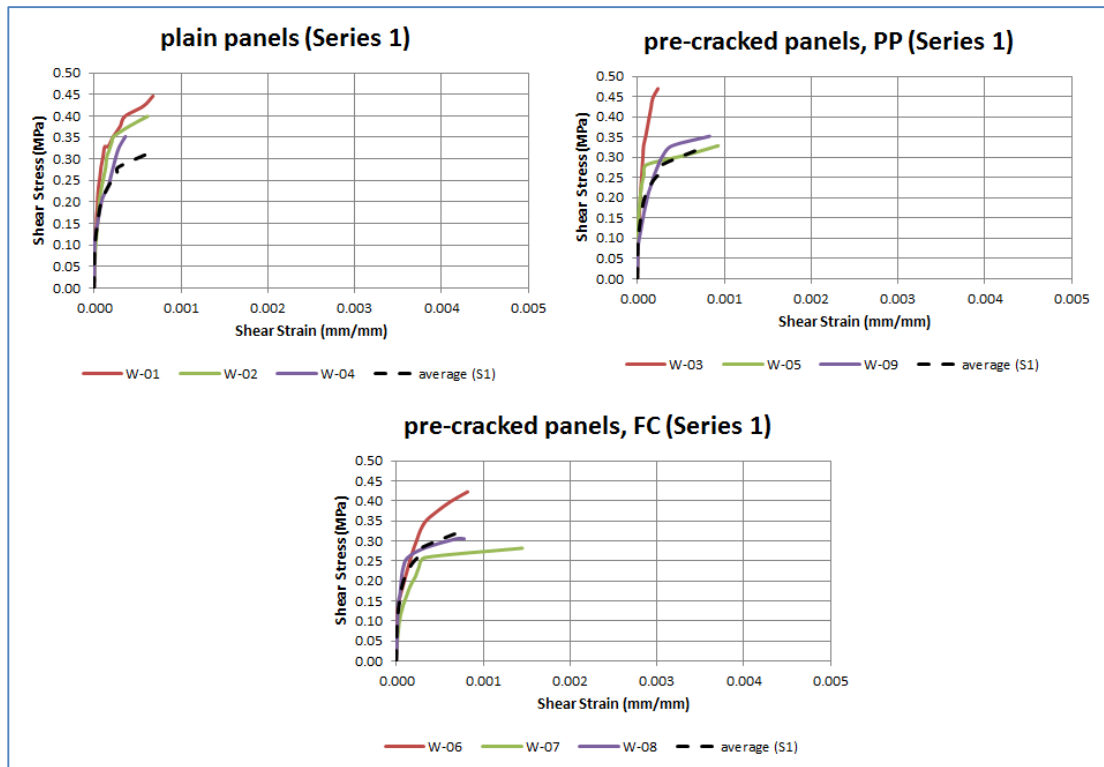 plain panels (Series 1)
0.50
0.45
0.40
0.35
0.30
0.25
0.20
0.15
0.10
0.05
0.00
Shear Stress (MPa)
0.000 0.001 0.002 0.003 0.004 0.005
Shear Strain (mm/mm)
W-01 W-02 W-04 average (S1)
pre-cracked panels, PP (Series 1)
0.50
0.45
0.40
0.35
0.30
0.25
0.20
0.15
0.10
0.05
0.00
Shear Stress (MPa)
0.000 0.001 0.002 0.003 0.004 0.005
Shear Strain (mm/mm)
W-03 W-05 W-09 average (S1)
pre-cracked panels, FC (Series 1)
0.50
0.45
0.40
0.35
0.30
0.25
0.20
0.15
0.10
0.05
0.00
Shear Stress (MPa)
0.000 0.001 0.002 0.003 0.004 0.005
Shear Strain (mm/mm)
W-06 W-07 W-08 average (S1)